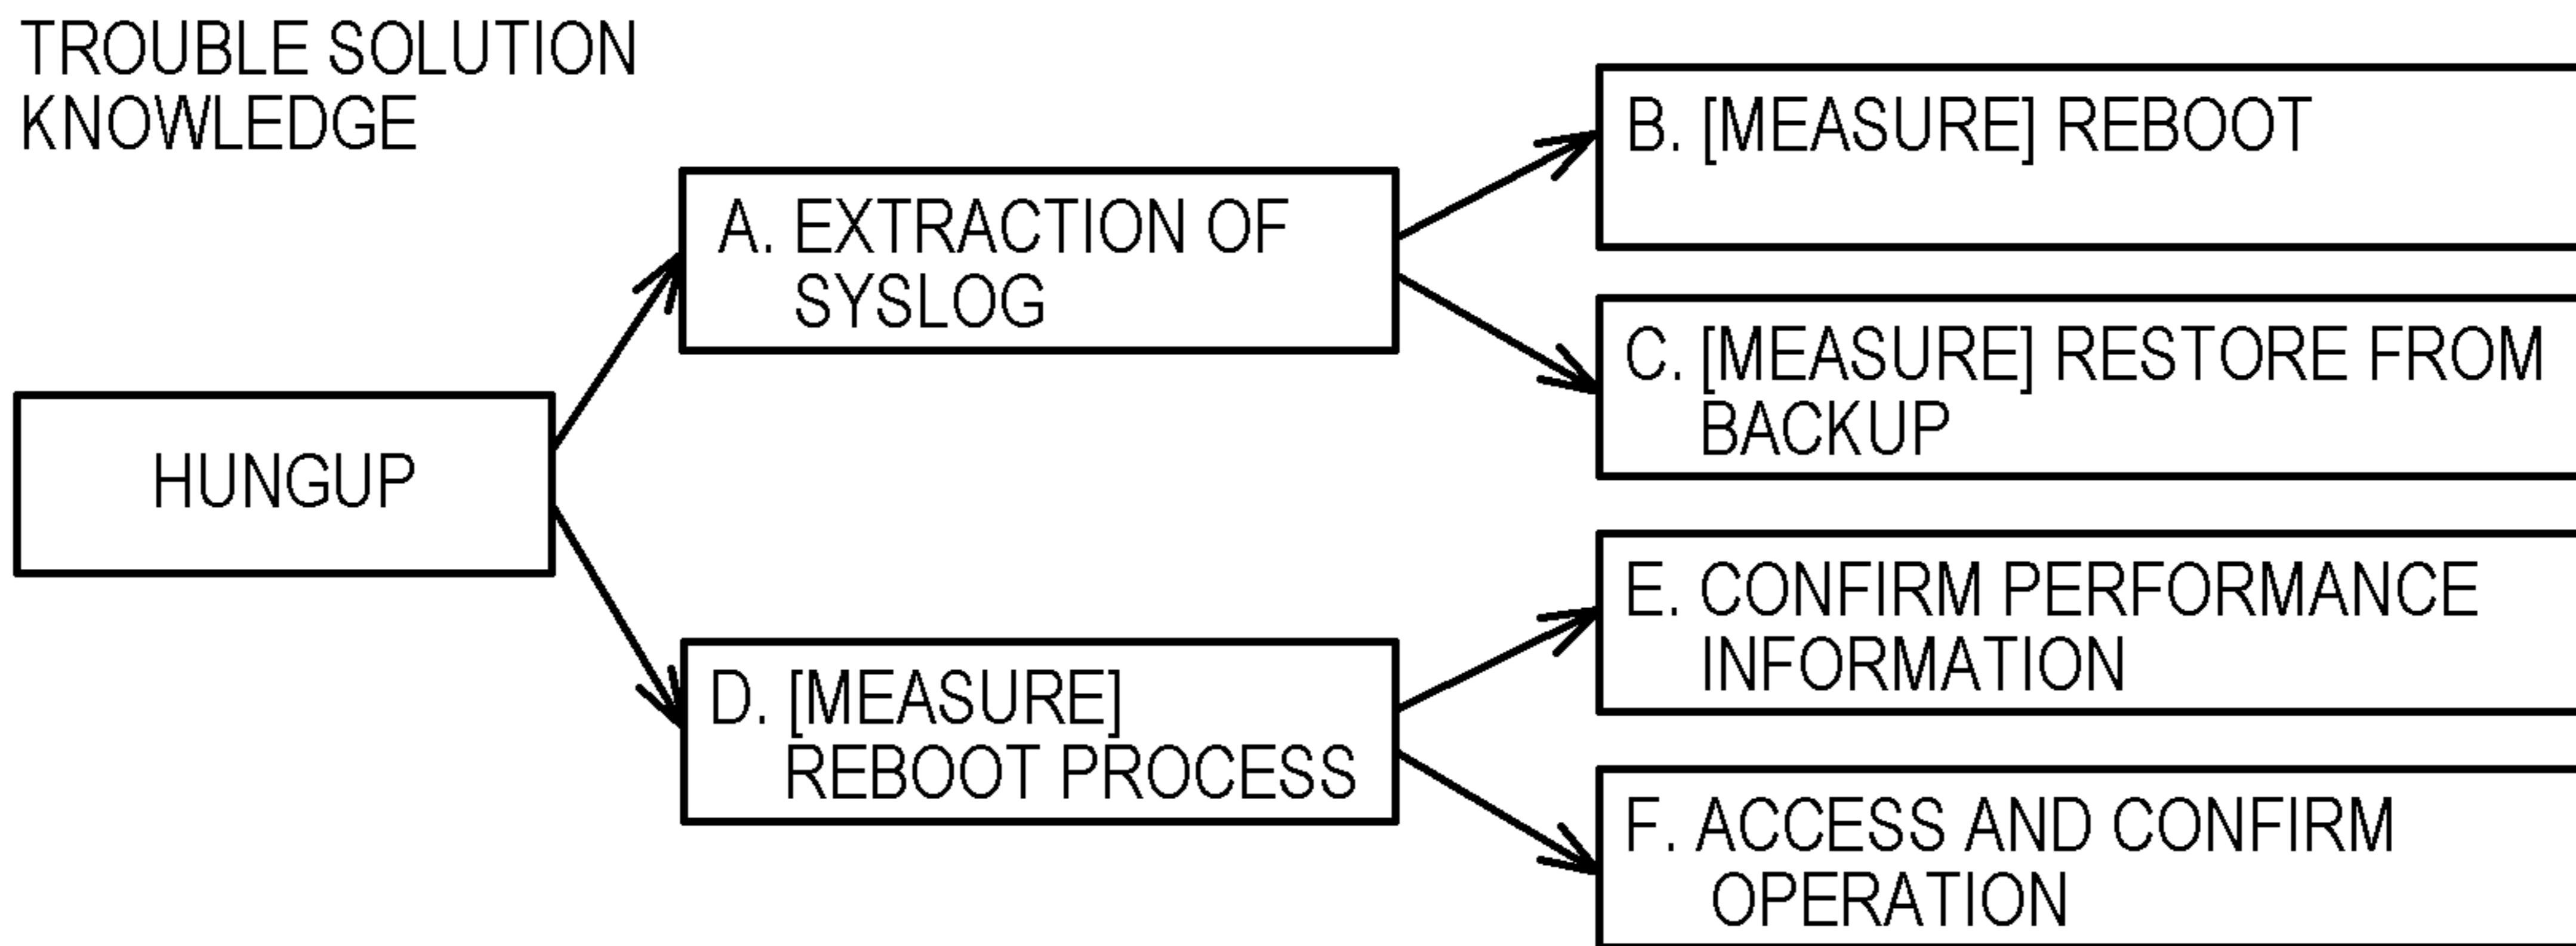 TROUBLE SOLUTION
KNOWLEDGE
HUNGUP
A. EXTRACTION OF
SYSLOG
B. [MEASURE] REBOOT
C. [MEASURE] RESTORE FROM
BACKUP
D. [MEASURE]
REBOOT PROCESS
E. CONFIRM PERFORMANCE
INFORMATION
F. ACCESS AND CONFIRM
OPERATION